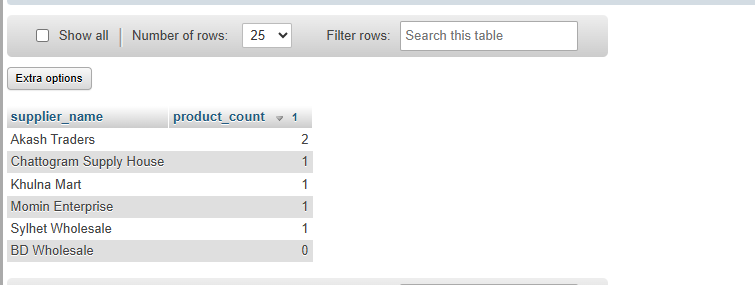 Show all Number of rows: 25 Filter rows: Search this table
Extra options
supplier_name product_count 1
Akash Traders 2
Chattogram Supply House 1
Khulna Mart 1
Momin Enterprise 1
Sylhet Wholesale 1
BD Wholesale 0